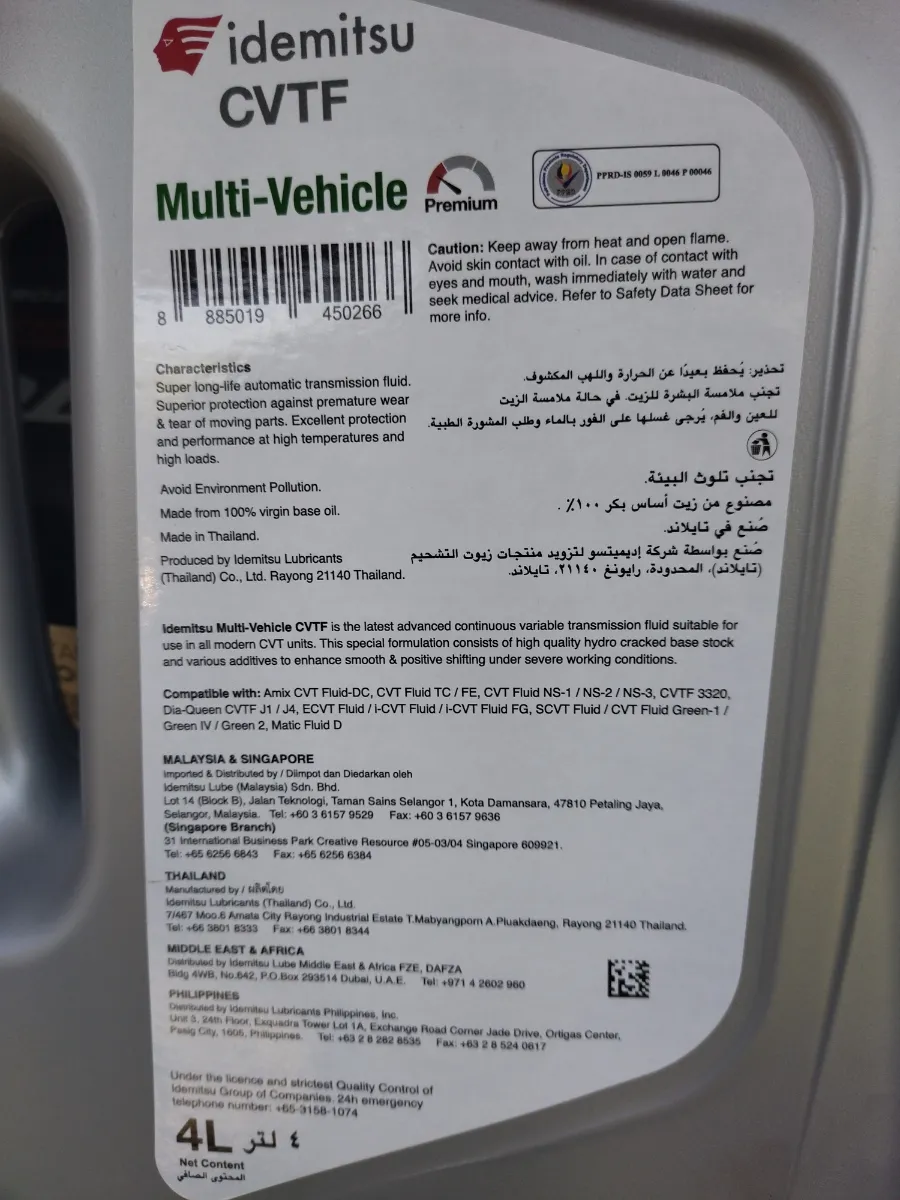 idemitsu
CVTF
Multi-Vehicle
Premium
PPRD-IS 0059 L 0046 P 00046
8 885019 450266
Caution: Keep away from heat and open flame.
Avoid skin contact with oil. In case of contact with
eyes and mouth, wash immediately with water and
seek medical advice. Refer to Safety Data Sheet for
more info.
Characteristics
Super long-life automatic transmission fluid.
Superior protection against premature wear
& tear of moving parts. Excellent protection
and performance at high temperatures and
high loads.
Avoid Environment Pollution.
Made from 100% virgin base oil.
Made in Thailand.
Produced by Idemitsu Lubricants
(Thailand) Co., Ltd. Rayong 21140 Thailand.
تحذير: يُحفظ بعيدًا عن الحرارة واللهب المكشوف.
تجنب ملامسة البشرة للزيت. في حالة ملامسة الزيت
للعين والفم، يُرجى غسلها على الفور بالماء وطلب المشورة الطبية.
تجنب تلوث البيئة.
مصنوع من زيت أساس بكر ١٠٠٪ .
صُنع في تايلاند.
صُنع بواسطة شركة إديميتسو لتزويد منتجات زيوت التشحيم
(تايلاند)، المحدودة، رايونغ ٢١١٤٠، تايلاند.
Idemitsu Multi-Vehicle CVTF is the latest advanced continuous variable transmission fluid suitable for
use in all modern CVT units. This special formulation consists of high quality hydro cracked base stock
and various additives to enhance smooth & positive shifting under severe working conditions.
Compatible with: Amix CVT Fluid-DC, CVT Fluid TC / FE, CVT Fluid NS-1 / NS-2 / NS-3, CVTF 3320,
Dia-Queen CVTF J1 / J4, ECVT Fluid / i-CVT Fluid / i-CVT Fluid FG, SCVT Fluid / CVT Fluid Green-1 /
Green IV / Green 2, Matic Fluid D
MALAYSIA & SINGAPORE
Imported & Distributed by / Diimpot dan Diedarkan oleh
Idemitsu Lube (Malaysia) Sdn. Bhd.
Lot 14 (Block B), Jalan Teknologi, Taman Sains Selangor 1, Kota Damansara, 47810 Petaling Jaya,
Selangor, Malaysia. Tel: +60 3 6157 9529 Fax: +60 3 6157 9636
(Singapore Branch)
31 International Business Park Creative Resource #05-03/04 Singapore 609921.
Tel: +65 6256 6843 Fax: +65 6256 6384
THAILAND
Manufactured by / ผลิตโดย
Idemitsu Lubricants (Thailand) Co., Ltd.
7/467 Moo.6 Amata City Rayong Industrial Estate T.Mabyangporn A.Pluakdaeng, Rayong 21140 Thailand.
Tel: +66 3801 8333 Fax: +66 3801 8344
MIDDLE EAST & AFRICA
Distributed by Idemitsu Lube Middle East & Africa FZE, DAFZA
Bldg 4WB, No.642, P.O.Box 293514 Dubai, U.A.E. Tel: +971 4 2602 960
PHILIPPINES
Distributed by Idemitsu Lubricants Philippines, Inc.
Unit 3, 24th Floor, Exquadra Tower Lot 1A, Exchange Road Corner Jade Drive, Ortigas Center,
Pasig City, 1605, Philippines. Tel: +63 2 8 282 8535 Fax: +63 2 8 524 0617
Under the licence and strictest Quality Control of
Idemitsu Group of Companies. 24h emergency
telephone number: +65-3158-1074
4L ٤ لتر
Net Content
المحتوى الصافي